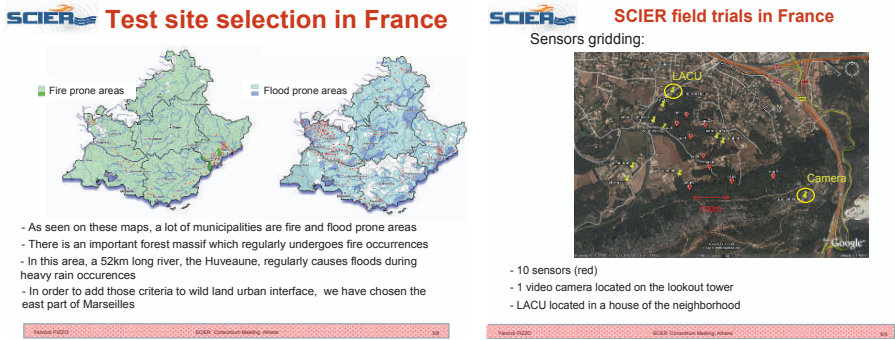 SCIER
Test site selection in France
Fire prone areas
Flood prone areas
- As seen on these maps, a lot of municipalities are fire and flood prone areas
- There is an important forest massif which regularly undergoes fire occurrences
- In this area, a 52km long river, the Huveaune, regularly causes floods during
heavy rain occurences
- In order to add those criteria to wild land urban interface, we have chosen the
east part of Marseilles
Yannick PIZZO
SCIER Consortium Meeting, Athens
SCIER
SCIER field trials in France
Sensors gridding:
LACU
Camera
Google
- 10 sensors (red)
- 1 video camera located on the lookout tower
- LACU located in a house of the neighborhood
Yannick PIZZO
SCIER Consortium Meeting, Athens